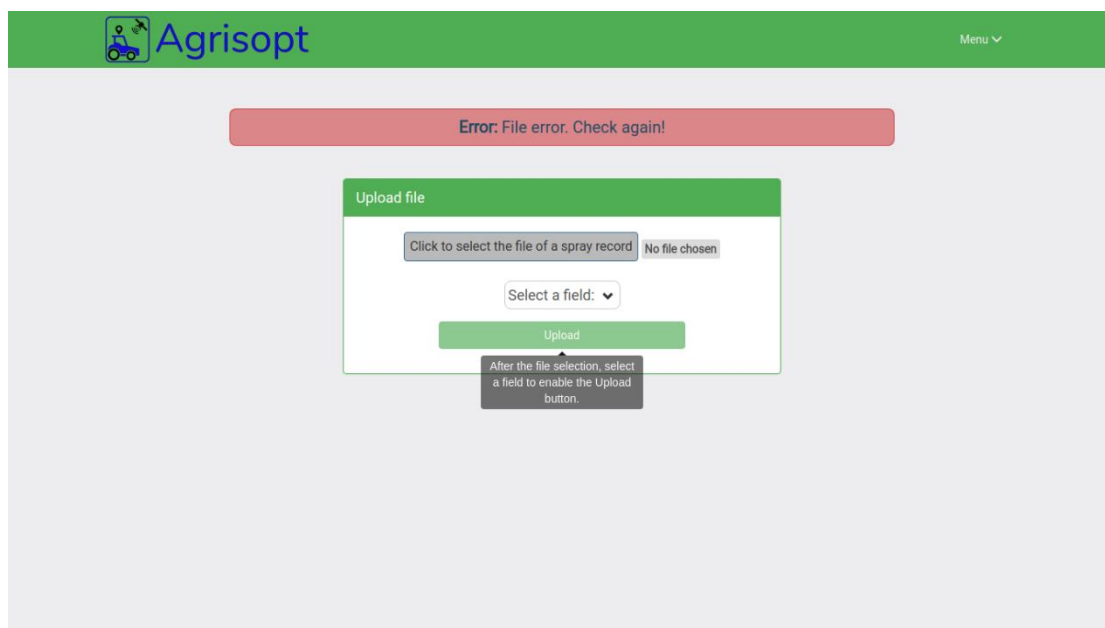 Agrisopt
Menu
Error: File error. Check again!
Upload file
Click to select the file of a spray record No file chosen
Select a field:
Upload
After the file selection, select
a field to enable the Upload
button.